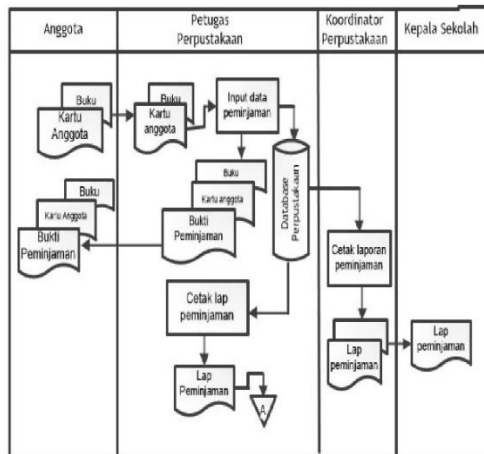 Anggota
Petugas
Perpustakaan
Koordinator
Perpustakaan
Kepala Sekolah
Buku
Kartu
Anggota
Buku
Kartu
anggota
Input data
peminjaman
Buku
Kartu anggota
Bukti
Peminjaman
Database
Perpustakaan
Buku
Kartu Anggota
Bukti
Peminjaman
Cetak laporan
peminjaman
Cetak lap
peminjaman
Lap
peminjaman
Lap
peminjaman
Lap
Peminjaman
A